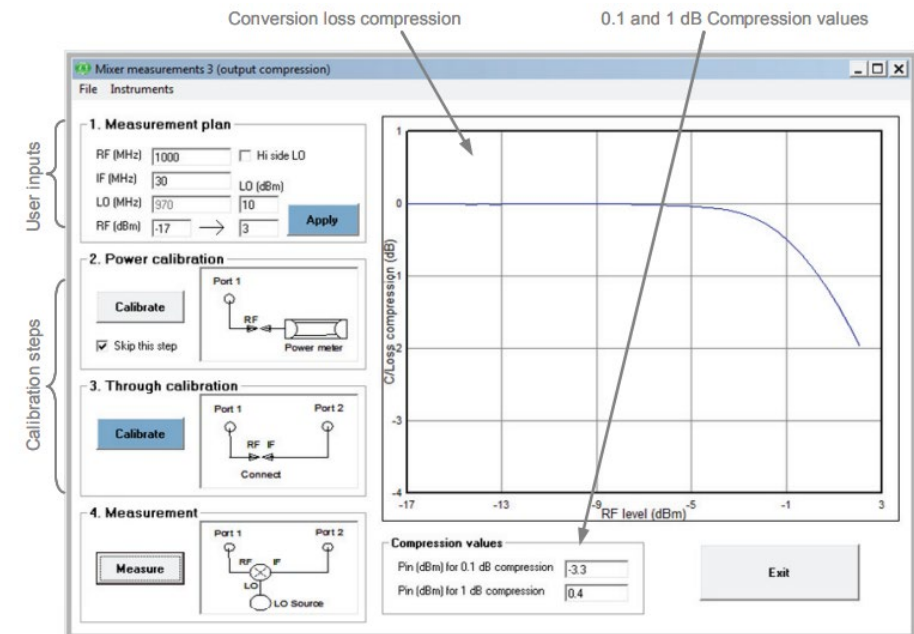 Conversion loss compression
0.1 and 1 dB Compression values
Mixer measurements 3 (output compression)
File Instruments
User inputs
1. Measurement plan
RF (MHz) 1000 Hi side LO
IF (MHz) 30 LO (dBm)
LO (MHz) 970 10
RF (dBm) -17 3 Apply
Calibration steps
2. Power calibration
Port 1
Calibrate
RF
Skip this step
Power meter
3. Through calibration
Port 1 Port 2
Calibrate
RF IF
Connect
4. Measurement
Port 1 Port 2
Measure
RF IF
LO
LO Source
C/Loss compression (dB)
1
0
-1
-2
-3
-4
-17 -13 -9 -5 -1 3
RF level (dBm)
Compression values
Pin (dBm) for 0.1 dB compression -3.3
Pin (dBm) for 1 dB compression 0.4
Exit